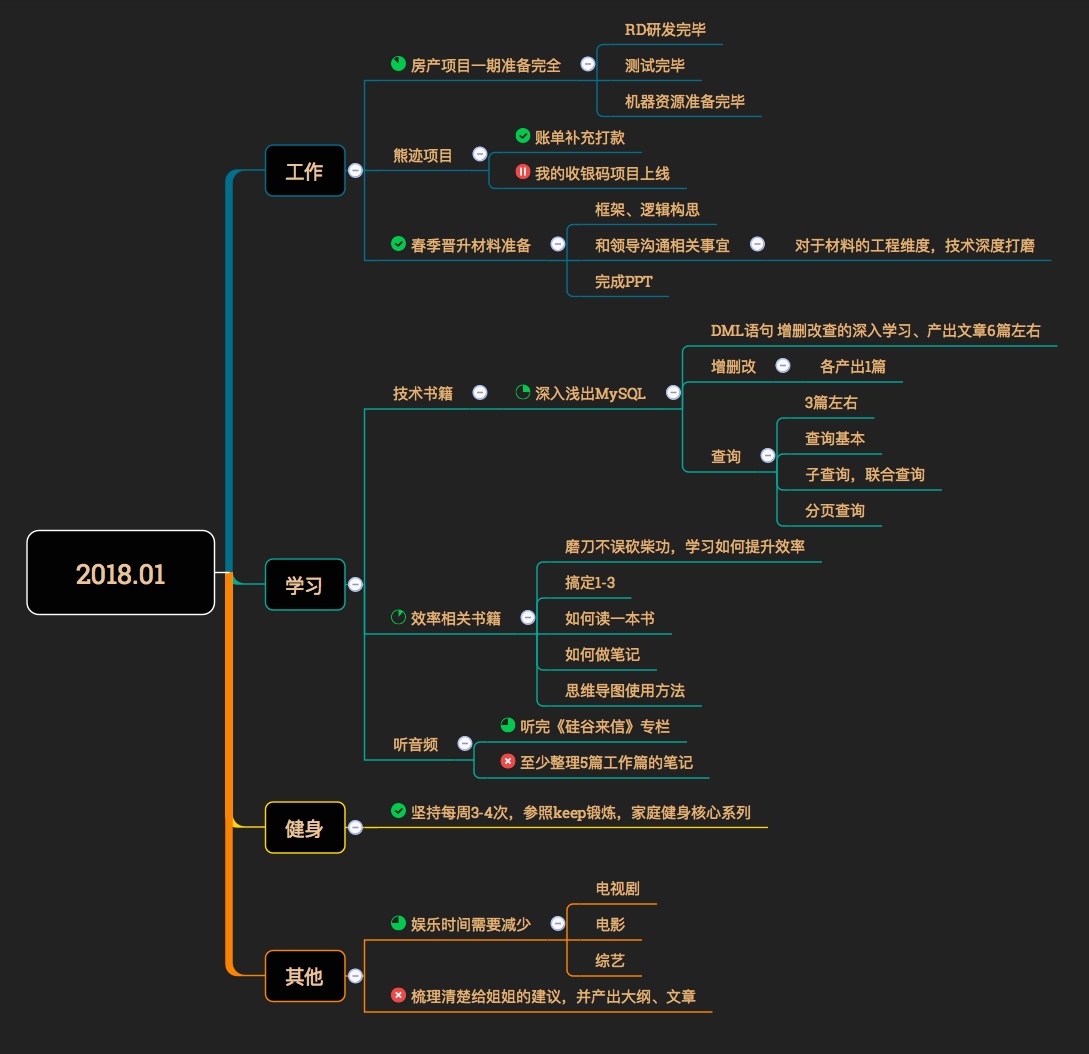 2018.01
工作
房产项目一期准备完全
RD研发完毕
测试完毕
机器资源准备完毕
熊迹项目
账单补充打款
我的收银码项目上线
春季晋升材料准备
框架、逻辑构思
和领导沟通相关事宜
对于材料的工程维度，技术深度打磨
完成PPT
学习
技术书籍
深入浅出MySQL
DML语句 增删改查的深入学习、产出文章6篇左右
增删改
各产出1篇
查询
3篇左右
查询基本
子查询，联合查询
分页查询
效率相关书籍
磨刀不误砍柴功，学习如何提升效率
搞定1-3
如何读一本书
如何做笔记
思维导图使用方法
听音频
听完《硅谷来信》专栏
至少整理5篇工作篇的笔记
健身
坚持每周3-4次，参照keep锻炼，家庭健身核心系列
其他
娱乐时间需要减少
电视剧
电影
综艺
梳理清楚给姐姐的建议，并产出大纲、文章